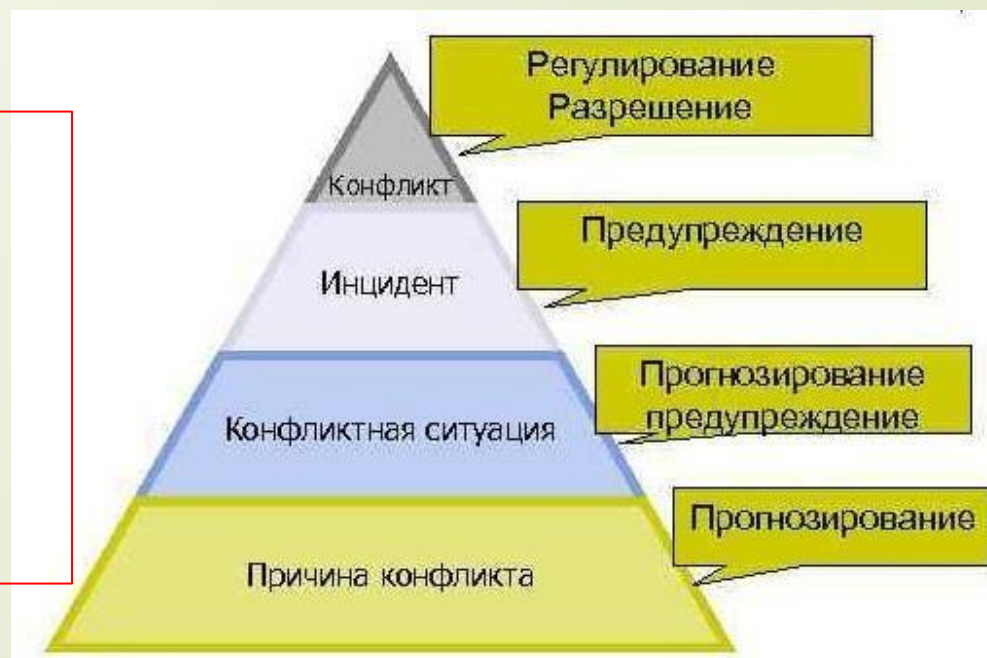 Регулирование
Разрешение
Конфликт
Предупреждение
Инцидент
Прогнозирование
предупреждение
Конфликтная ситуация
Прогнозирование
Причина конфликта